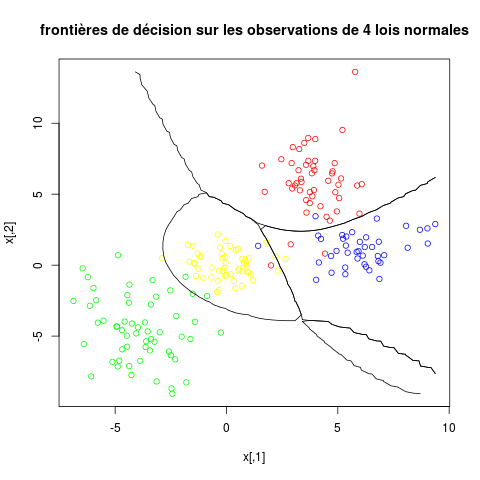 frontières de décision sur les observations de 4 lois normales
10
5
0
-5
x[,2]
-5
0
5
10
x[,1]